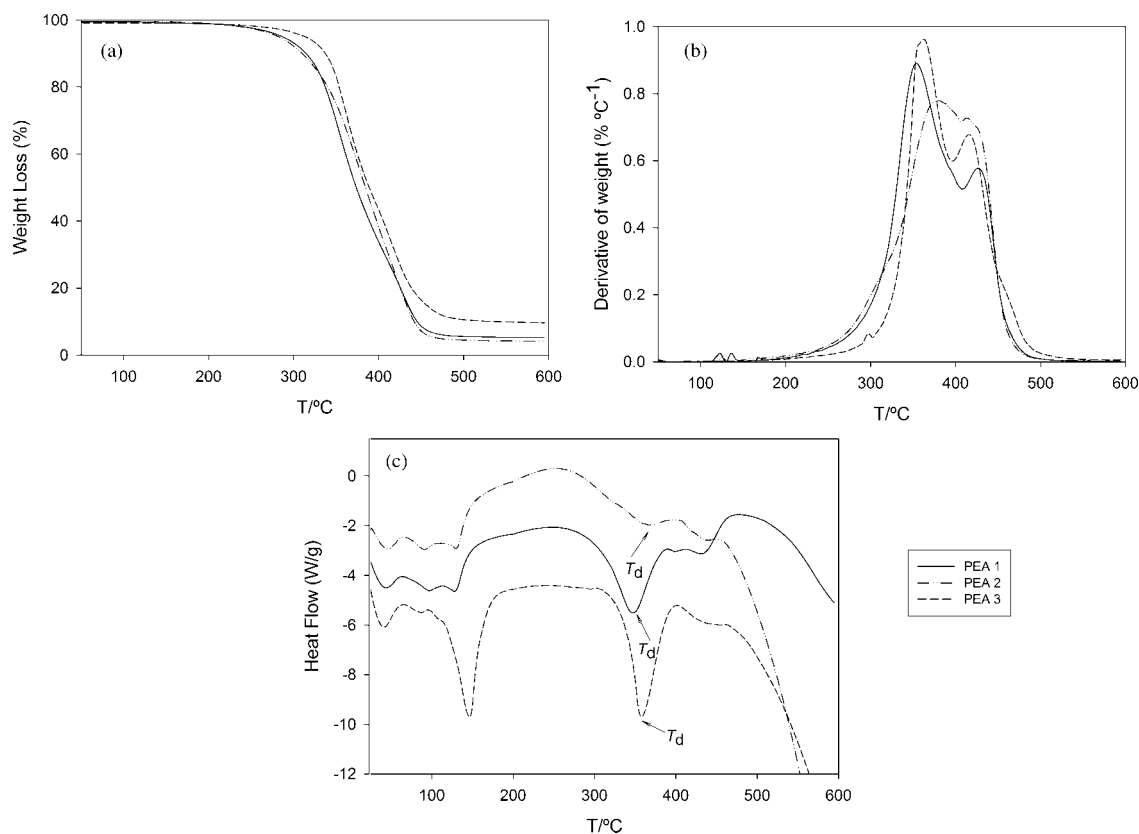 (a)
Weight Loss (%)
100
80
60
40
20
0
100 200 300 400 500 600
T/ºC
(b)
Derivative of weight (% ºC-1)
1.0
0.8
0.6
0.4
0.2
0.0
100 200 300 400 500 600
T/ºC
(c)
Heat Flow (W/g)
0
-2
-4
-6
-8
-10
-12
Td
Td
Td
100 200 300 400 500 600
T/ºC
PEA 1
PEA 2
PEA 3